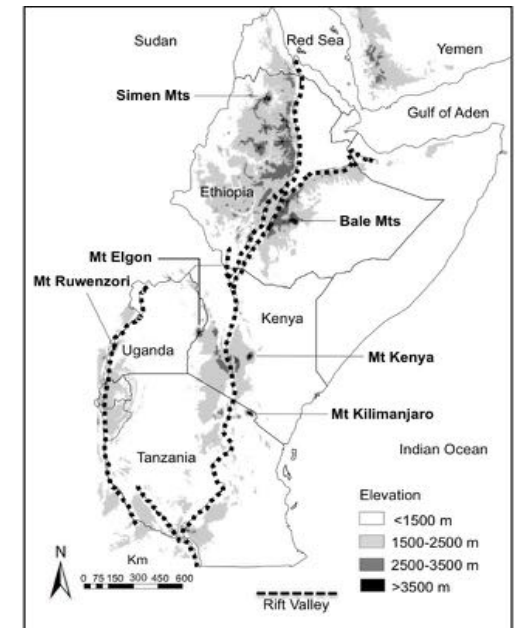 Sudan
Red Sea
Yemen
Simen Mts
Gulf of Aden
Ethiopia
Bale Mts
Mt Elgon
Mt Ruwenzori
Kenya
Uganda
Mt Kenya
Mt Kilimanjaro
Indian Ocean
Tanzania
Elevation
<1500 m
1500-2500 m
2500-3500 m
>3500 m
N
Km
0 75 150 300 450 600
Rift Valley